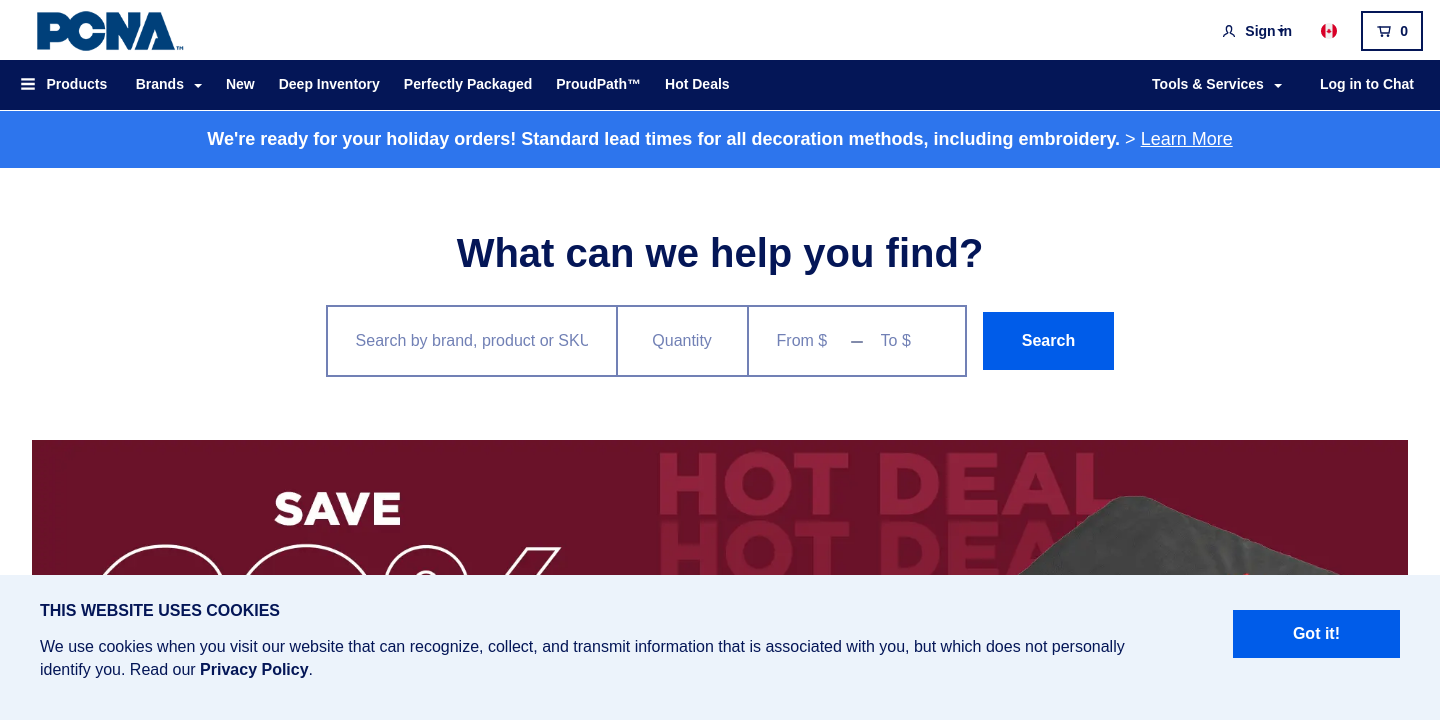 PCNA™
Sign in
0
Products
Brands
New
Deep Inventory
Perfectly Packaged
ProudPath™
Hot Deals
Tools & Services
Log in to Chat
We're ready for your holiday orders! Standard lead times for all decoration methods, including embroidery. > Learn More
What can we help you find?
Search by brand, product or SKU
Quantity
From $
To $
Search
HOT DEAL
SAVE
HOT DEA
THIS WEBSITE USES COOKIES
We use cookies when you visit our website that can recognize, collect, and transmit information that is associated with you, but which does not personally
identify you. Read our Privacy Policy.
Got it!